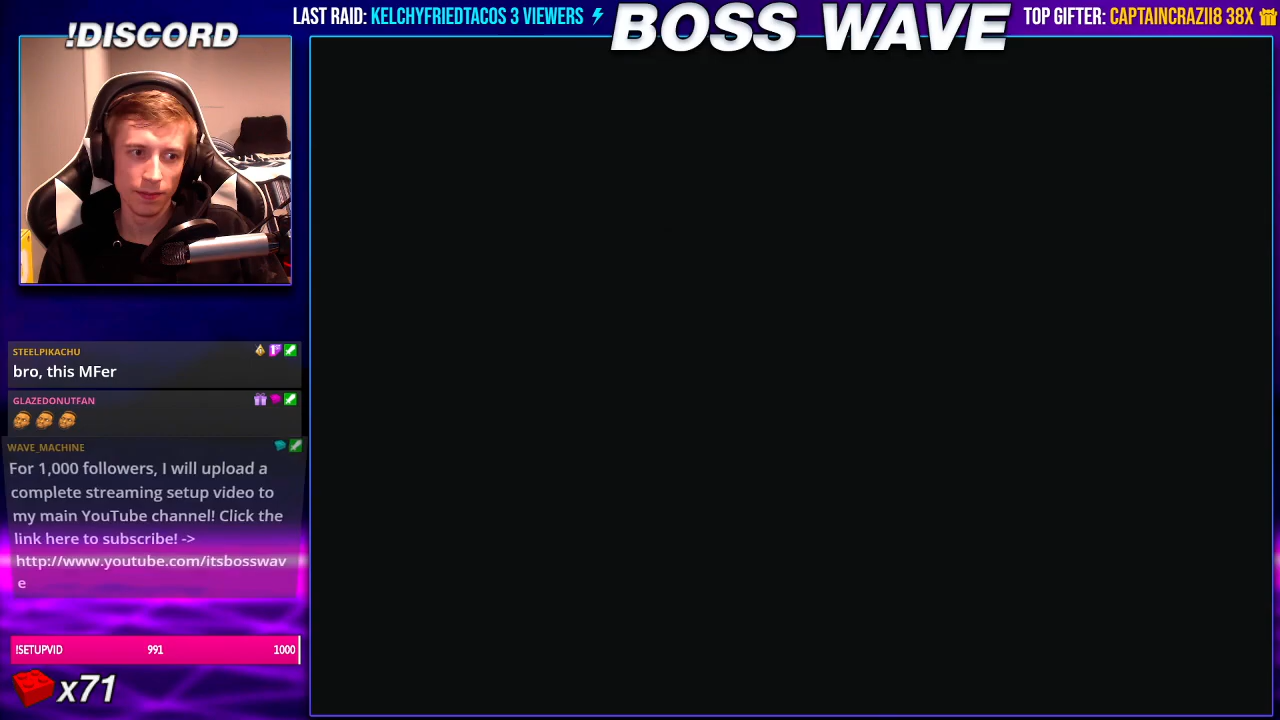 !DISCORD
LAST RAID: KELCHYFRIEDTACOS 3 VIEWERS
BOSS WAVE
TOP GIFTER: CAPTAINCRAZII8 38X
STEELPIKACHU
bro, this MFer
GLAZEDONUTFAN
WAVE_MACHINE
For 1,000 followers, I will upload a
complete streaming setup video to
my main YouTube channel! Click the
link here to subscribe! ->
http://www.youtube.com/itsbosswav
e
!SETUPVID 991 1000
x71